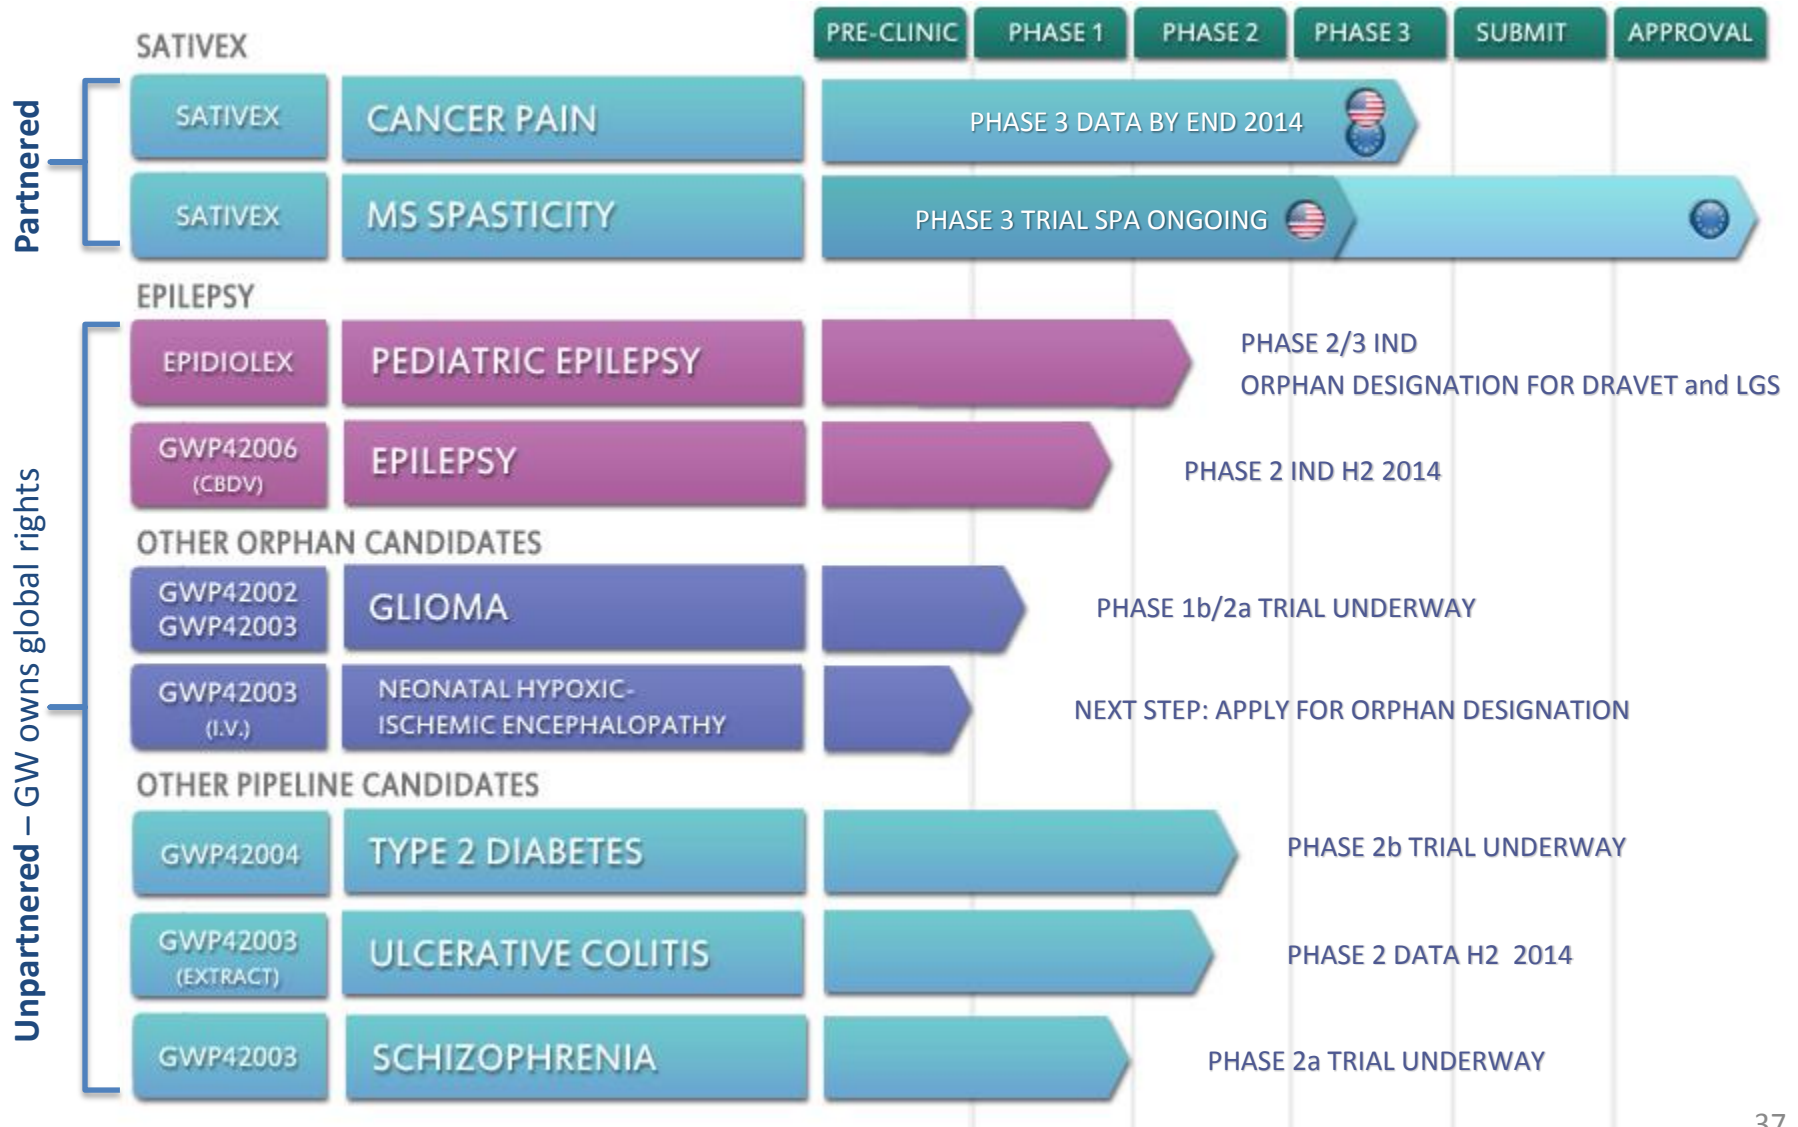 PRE-CLINIC PHASE 1 PHASE 2 PHASE 3 SUBMIT APPROVAL
SATIVEX
Partnered
SATIVEX CANCER PAIN PHASE 3 DATA BY END 2014
SATIVEX MS SPASTICITY PHASE 3 TRIAL SPA ONGOING
Unpartnered – GW owns global rights
EPILEPSY
EPIDIOLEX PEDIATRIC EPILEPSY
PHASE 2/3 IND
ORPHAN DESIGNATION FOR DRAVET and LGS
GWP42006
(CBDV)
EPILEPSY
PHASE 2 IND H2 2014
OTHER ORPHAN CANDIDATES
GWP42002
GWP42003
GLIOMA
PHASE 1b/2a TRIAL UNDERWAY
GWP42003
(I.V.)
NEONATAL HYPOXIC-
ISCHEMIC ENCEPHALOPATHY
NEXT STEP: APPLY FOR ORPHAN DESIGNATION
OTHER PIPELINE CANDIDATES
GWP42004 TYPE 2 DIABETES PHASE 2b TRIAL UNDERWAY
GWP42003
(EXTRACT)
ULCERATIVE COLITIS
PHASE 2 DATA H2 2014
GWP42003 SCHIZOPHRENIA PHASE 2a TRIAL UNDERWAY
37